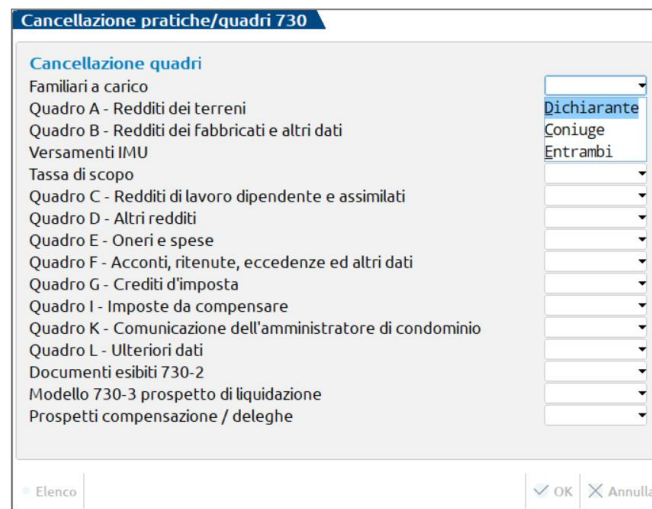 Cancellazione pratiche/quadri 730
Cancellazione quadri
Familiari a carico
Quadro A - Redditi dei terreni
Dichiarante
Quadro B - Redditi dei fabbricati e altri dati
Coniuge
Versamenti IMU
Entrambi
Tassa di scopo
Quadro C - Redditi di lavoro dipendente e assimilati
Quadro D - Altri redditi
Quadro E - Oneri e spese
Quadro F - Acconti, ritenute, eccedenze ed altri dati
Quadro G - Crediti d'imposta
Quadro I - Imposte da compensare
Quadro K - Comunicazione dell'amministratore di condominio
Quadro L - Ulteriori dati
Documenti esibiti 730-2
Modello 730-3 prospetto di liquidazione
Prospetti compensazione / deleghe
Elenco
OK
Annulla